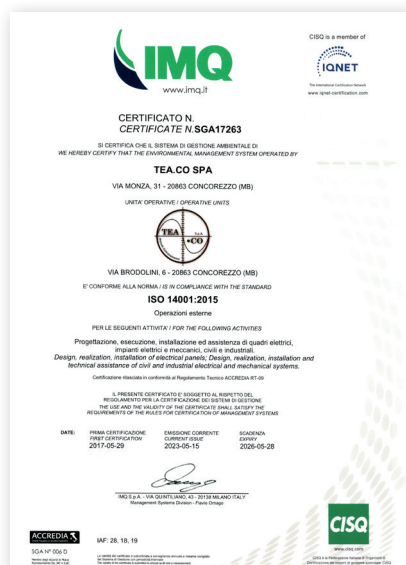 IMQ
www.imq.it
CISQ is a member of
IQNET
The International Certification Network
www.iqnet-certification.com
CERTIFICATO N.
CERTIFICATE N.SGA17263
SI CERTIFICA CHE IL SISTEMA DI GESTIONE AMBIENTALE DI
WE HEREBY CERTIFY THAT THE ENVIRONMENTAL MANAGEMENT SYSTEM OPERATED BY
TEA.CO SPA
VIA MONZA, 31 - 20863 CONCOREZZO (MB)
UNITA' OPERATIVE / OPERATIVE UNITS
TEA S.p.A.
•CO
VIA BRODOLINI, 6 - 20863 CONCOREZZO (MB)
E' CONFORME ALLA NORMA / IS IN COMPLIANCE WITH THE STANDARD
ISO 14001:2015
Operazioni esterne
PER LE SEGUENTI ATTIVITA' / FOR THE FOLLOWING ACTIVITIES
Progettazione, esecuzione, installazione ed assistenza di quadri elettrici,
impianti elettrici e meccanici, civili e industriali.
Design, realization, installation of electrical panels; Design, realization, installation and
technical assistance of civil and industrial electrical and mechanical systems.
Certificazione rilasciata in conformità al Regolamento Tecnico ACCREDIA RT-09
IL PRESENTE CERTIFICATO E' SOGGETTO AL RISPETTO DEL
REGOLAMENTO PER LA CERTIFICAZIONE DEI SISTEMI DI GESTIONE
THE USE AND THE VALIDITY OF THE CERTIFICATE SHALL SATISFY THE
REQUIREMENTS OF THE RULES FOR CERTIFICATION OF MANAGEMENT SYSTEMS
DATE: PRIMA CERTIFICAZIONE EMISSIONE CORRENTE SCADENZA
FIRST CERTIFICATION CURRENT ISSUE EXPIRY
2017-05-29 2023-05-15 2026-05-28
IMQ S.p.A. - VIA QUINTILIANO, 43 - 20138 MILANO ITALY
Management Systems Division - Flavio Ornago
ACCREDIA
SGA N° 006 D
IAF: 28, 18, 19
CISQ
www.cisq.com